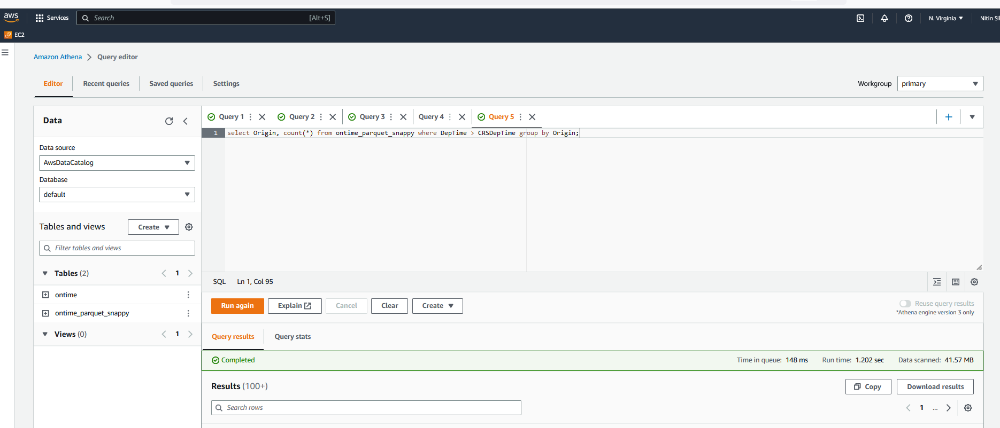 aws
Services
Search
[Alt+S]
N. Virginia
Nitin
EC2
Amazon Athena
Query editor
Editor
Recent queries
Saved queries
Settings
Workgroup
primary
Data
Data source
AwsDataCatalog
Database
default
Tables and views
Create
Filter tables and views
Tables (2)
1
ontime
ontime_parquet_snappy
Views (0)
1
Query 1
Query 2
Query 3
Query 4
Query 5
1 select Origin, count(*) from ontime_parquet_snappy where DepTime > CRSDepTime group by Origin;
SQL
Ln 1, Col 95
Run again
Explain
Cancel
Clear
Create
Reuse query results
*Athena engine version 3 only
Query results
Query stats
Completed
Time in queue: 148 ms
Run time: 1.202 sec
Data scanned: 41.57 MB
Results (100+)
Copy
Download results
Search rows
1
...